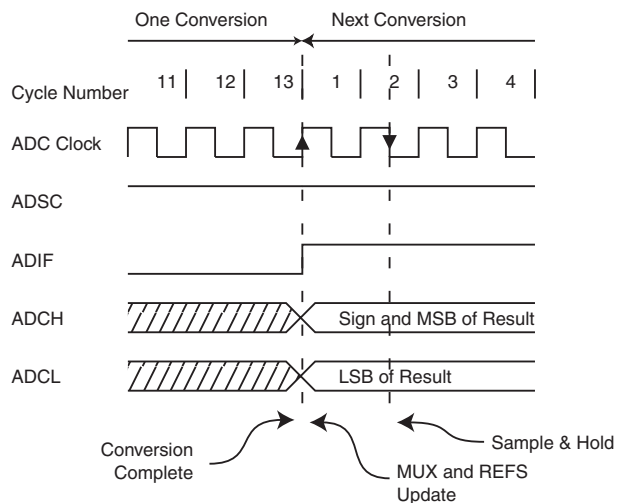 One Conversion Next Conversion
Cycle Number 11 12 13 1 2 3 4
ADC Clock
ADSC
ADIF
ADCH Sign and MSB of Result
ADCL LSB of Result
Conversion
Complete
MUX and REFS
Update
Sample & Hold